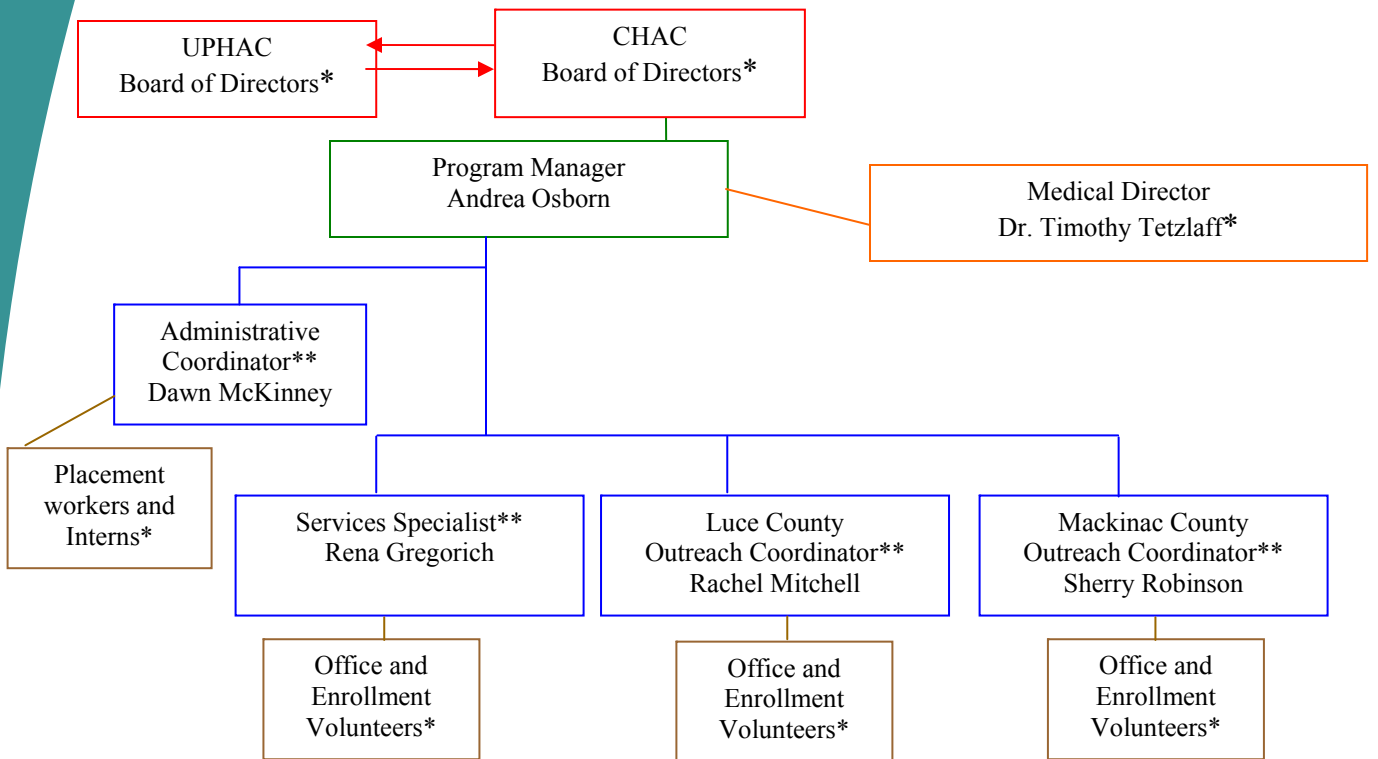 UPHAC
Board of Directors*
CHAC
Board of Directors*
Program Manager
Andrea Osborn
Medical Director
Dr. Timothy Tetzlaff*
Administrative
Coordinator**
Dawn McKinney
Placement
workers and
Interns*
Services Specialist**
Rena Gregorich
Luce County
Outreach Coordinator**
Rachel Mitchell
Mackinac County
Outreach Coordinator**
Sherry Robinson
Office and
Enrollment
Volunteers*
Office and
Enrollment
Volunteers*
Office and
Enrollment
Volunteers*